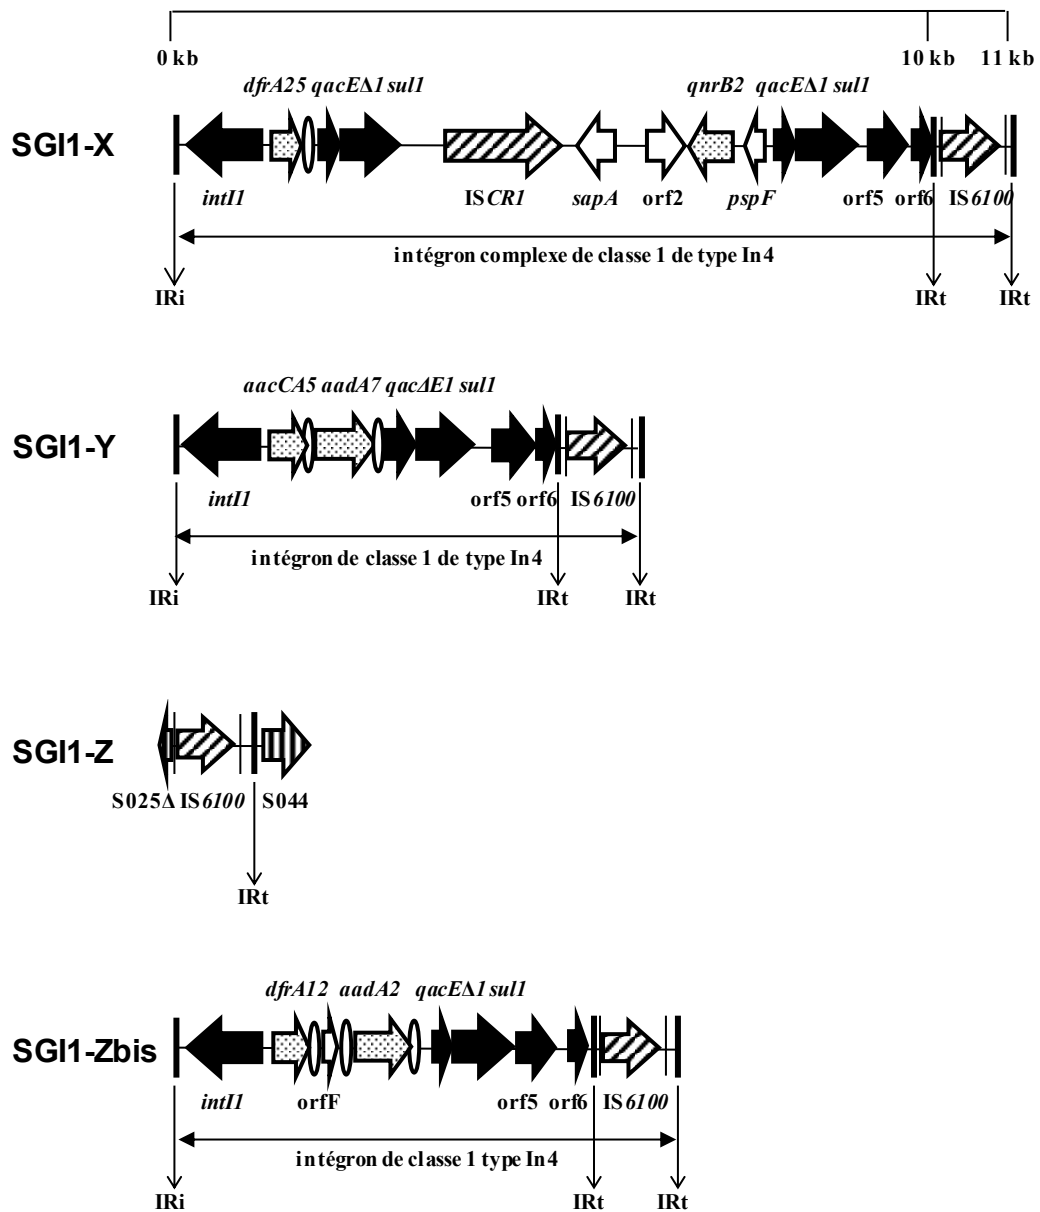 0 kb 10 kb 11 kb
dfrA25 qacEΔ1 sul1 qnrB2 qacEΔ1 sul1
SGI1-X
intI1 ISCR1 sapA orf2 pspF orf5 orf6 IS6100
intégron complexe de classe 1 de type In4
IRi IRt IRt
aacCA5 aadA7 qacΔE1 sul1
SGI1-Y
intI1 orf5 orf6 IS6100
intégron de classe 1 de type In4
IRi IRt IRt
SGI1-Z
S025Δ IS6100 S044
IRt
dfrA12 aadA2 qacEΔ1 sul1
SGI1-Zbis
intI1 orfF orf5 orf6 IS6100
intégron de classe 1 type In4
IRi IRt IRt